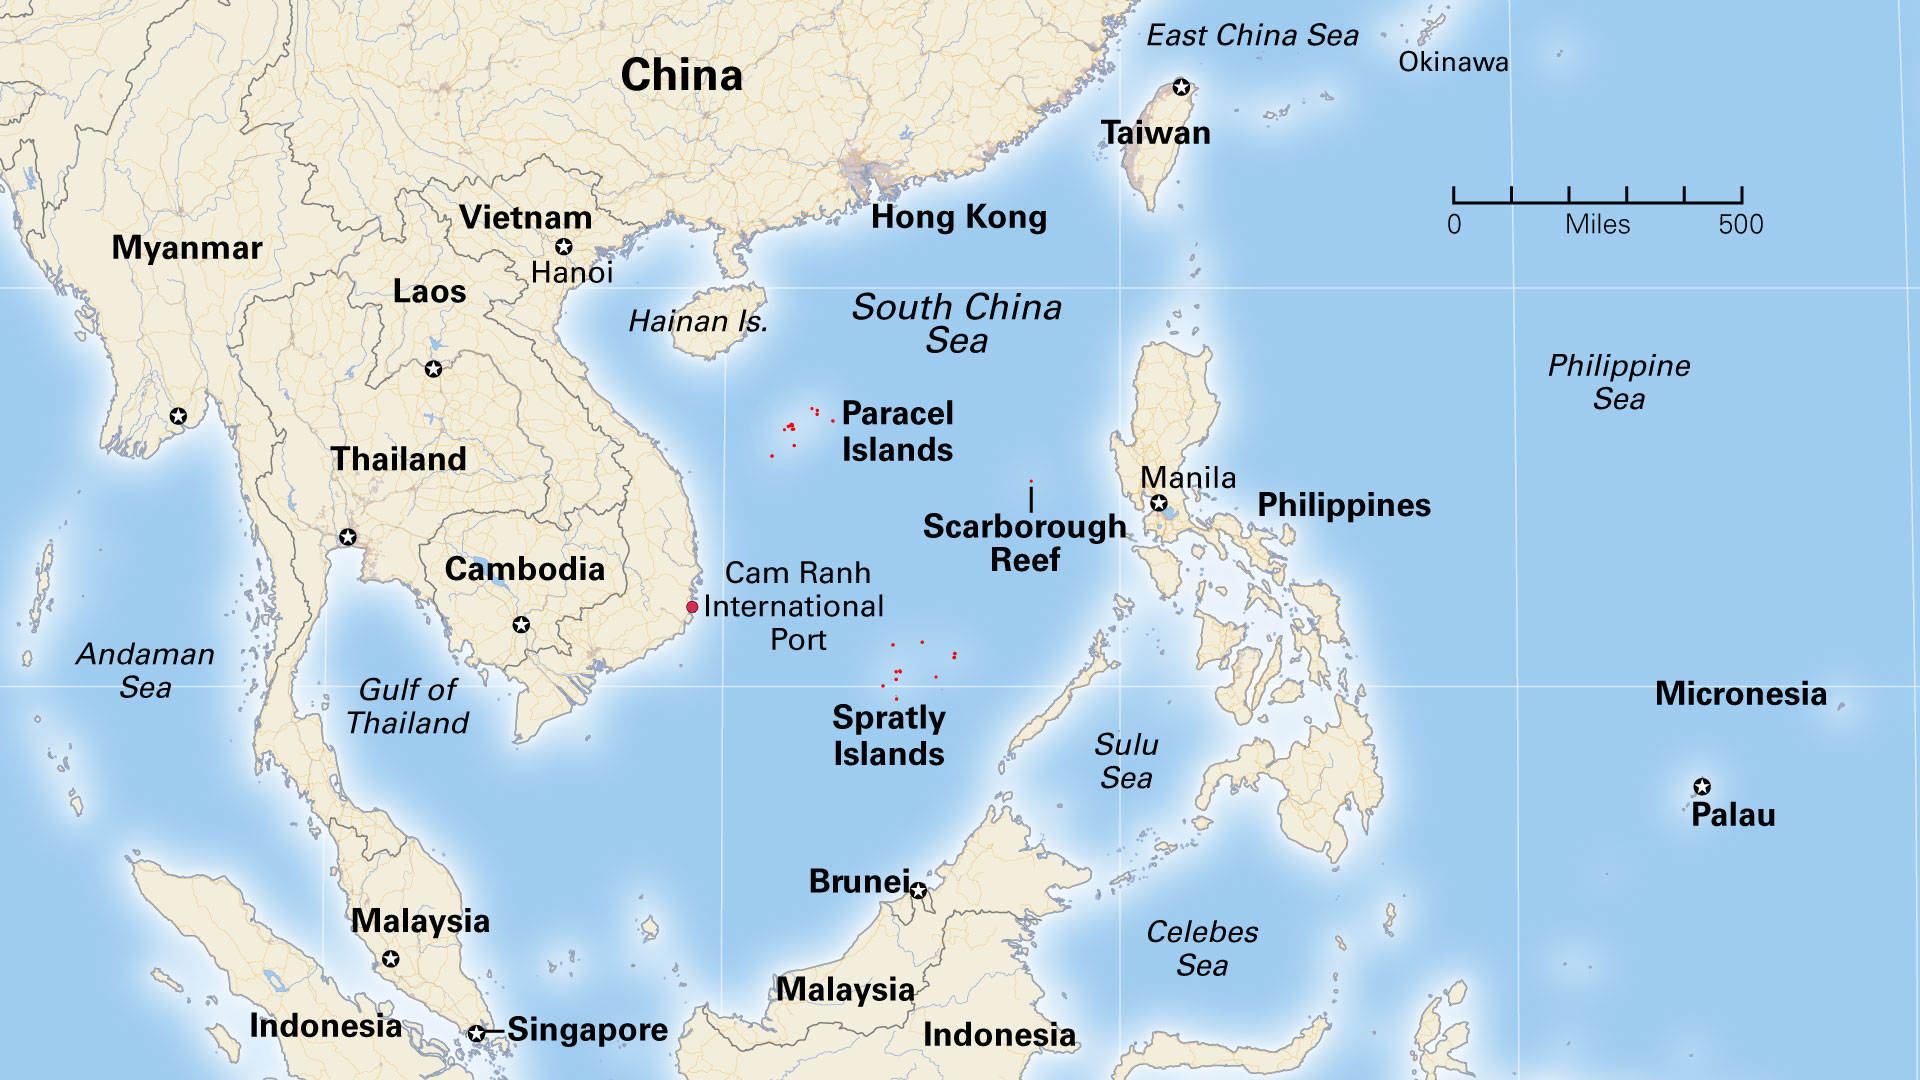 East China Sea
Okinawa
China
Taiwan
Vietnam
Hanoi
Hong Kong
0 Miles 500
Myanmar
Laos
Hainan Is.
South China
Sea
Philippine
Sea
Paracel
Islands
Thailand
Manila
Philippines
Scarborough
Reef
Cambodia
Cam Ranh
International
Port
Andaman
Sea
Gulf of
Thailand
Spratly
Islands
Sulu
Sea
Micronesia
Palau
Brunei
Malaysia
Celebes
Sea
Malaysia
Indonesia
Singapore
Indonesia